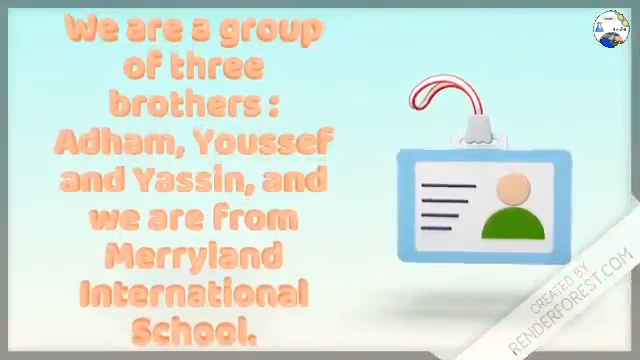 We are a group
of three
brothers :
Adham, Youssef
and Yassin, and
we are from
Merryland
International
School.
CREATED BY
RENDERFOREST.COM